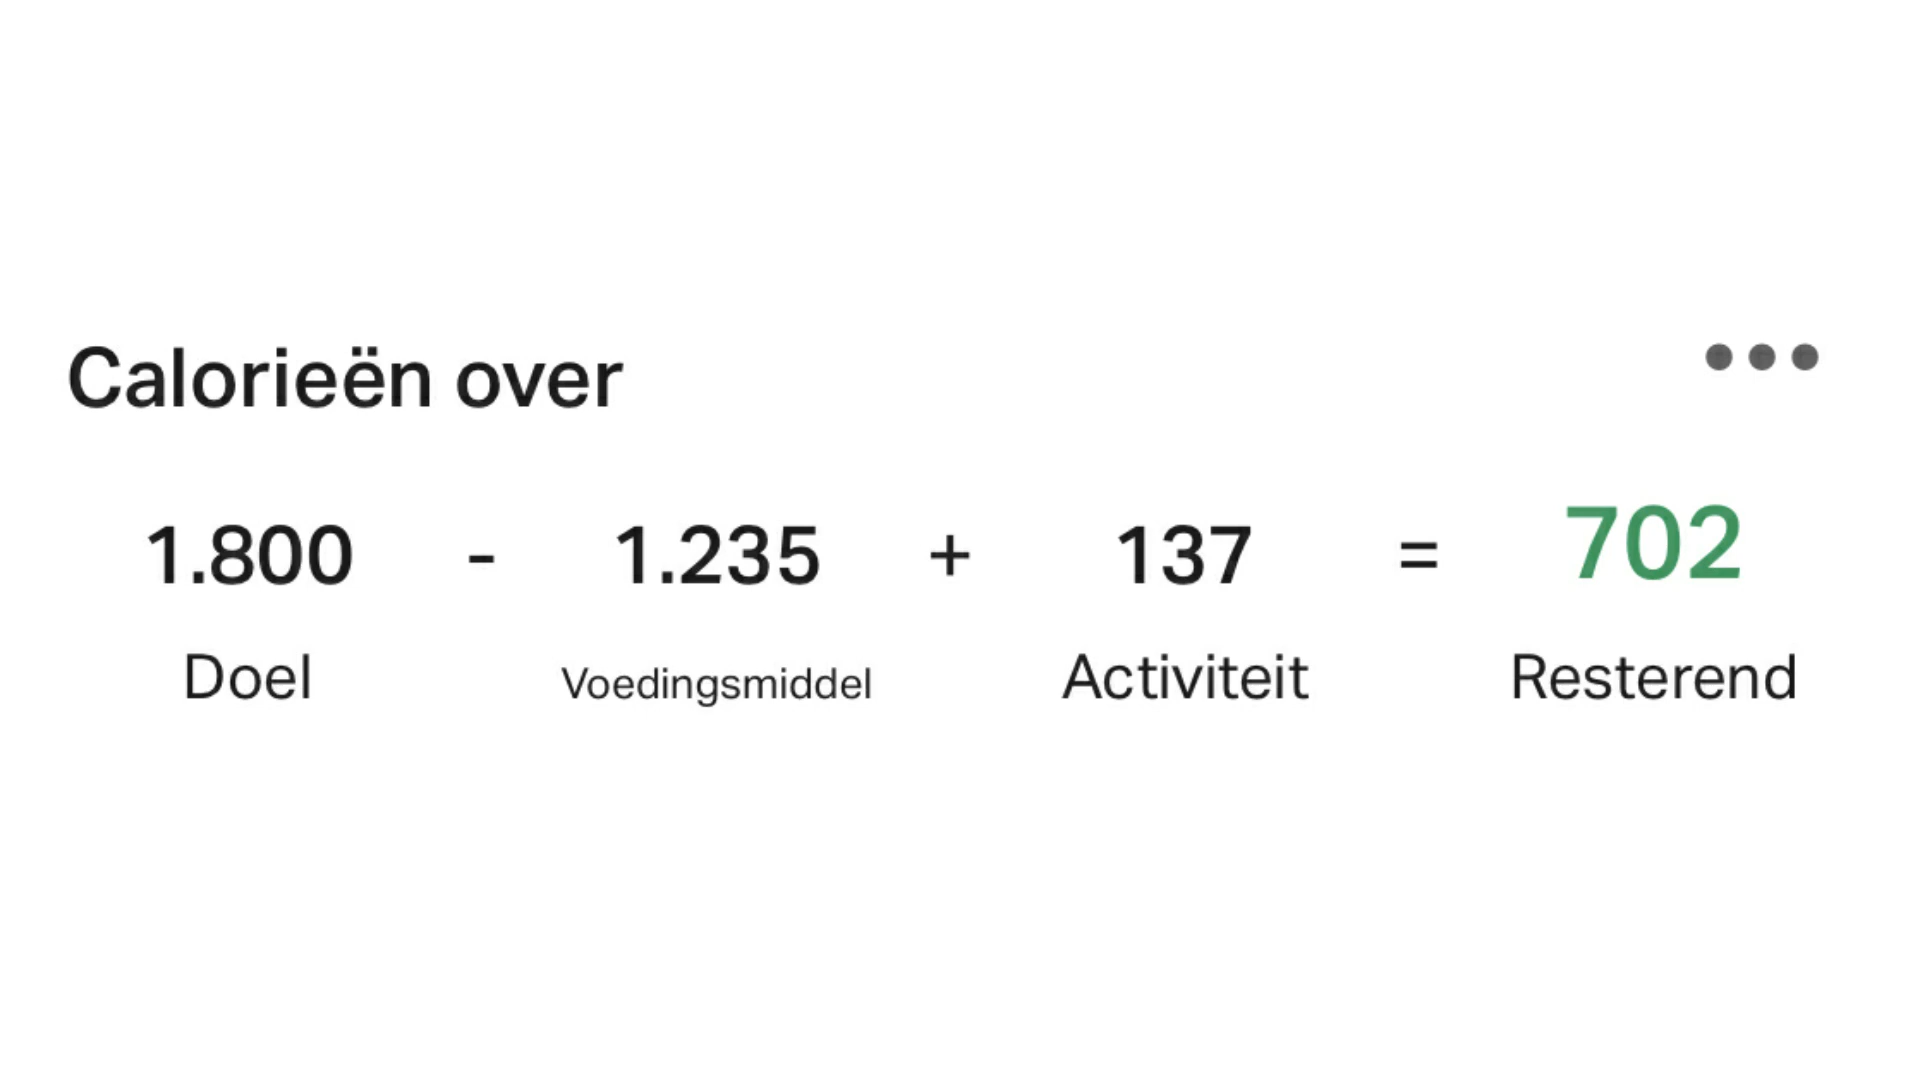 Calorieën over
1.800 - 1.235 + 137 = 702
Doel Voedingsmiddel Activiteit Resterend